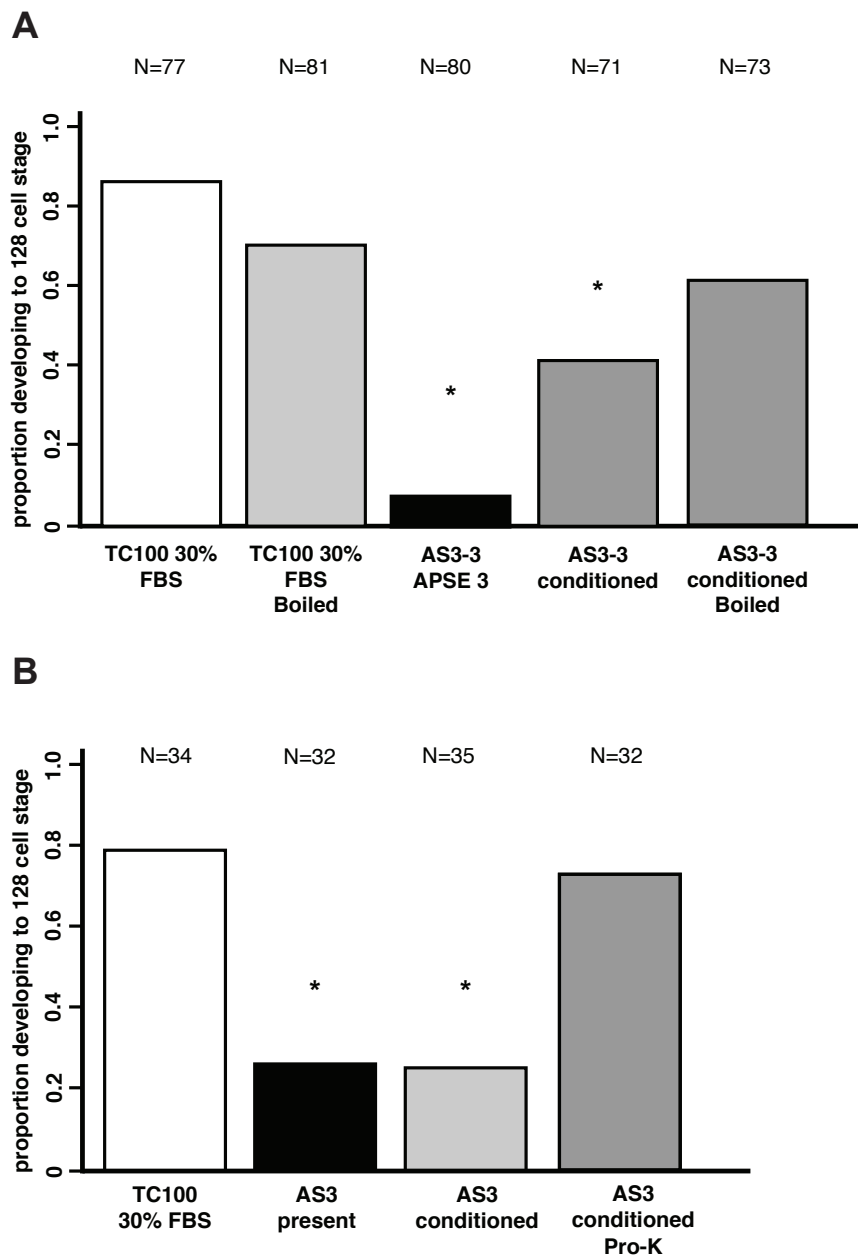 A
N=77 N=81 N=80 N=71 N=73
proportion developing to 128 cell stage
1.0
0.8
0.6
0.4
0.2
0
*
*
TC100 30%
FBS
TC100 30%
FBS
Boiled
AS3-3
APSE 3
AS3-3
conditioned
AS3-3
conditioned
Boiled
B
N=34 N=32 N=35 N=32
proportion developing to 128 cell stage
1.0
0.8
0.6
0.4
0.2
0
* *
TC100
30% FBS
AS3
present
AS3
conditioned
AS3
conditioned
Pro-K